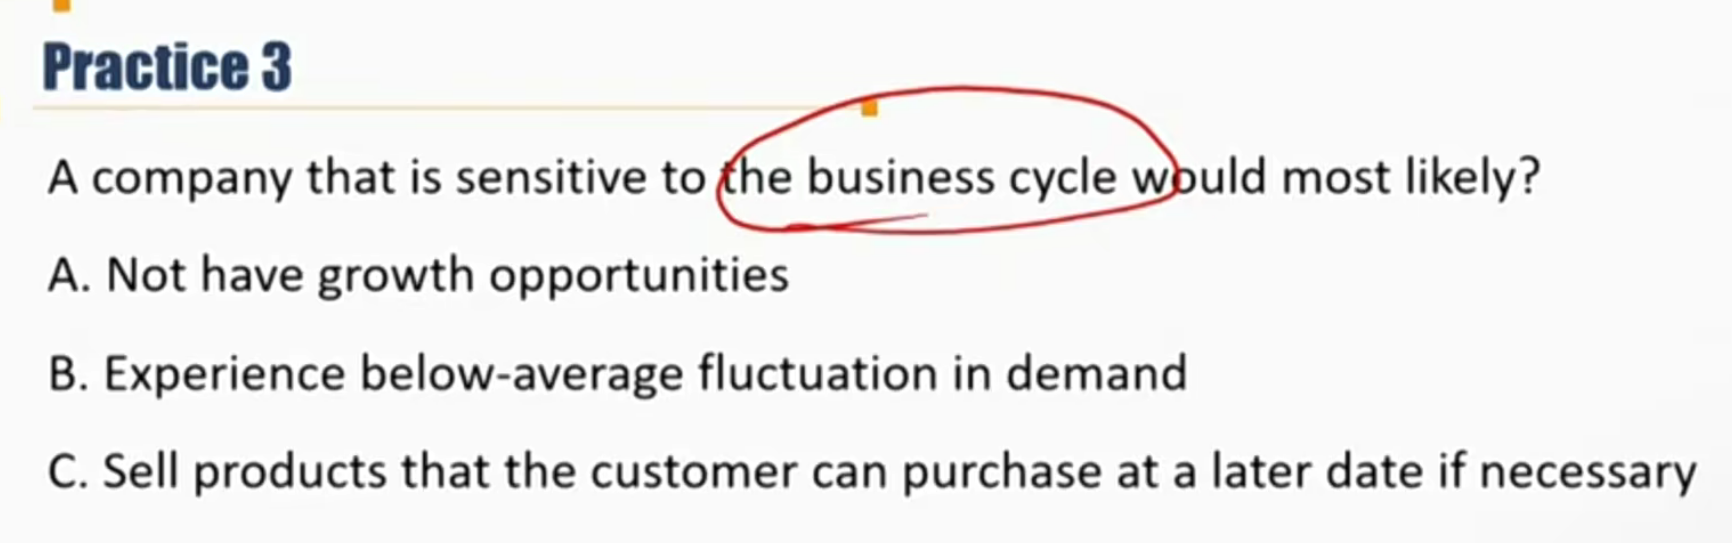 Practice 3
A company that is sensitive to the business cycle would most likely?
A. Not have growth opportunities
B. Experience below-average fluctuation in demand
C. Sell products that the customer can purchase at a later date if necessary